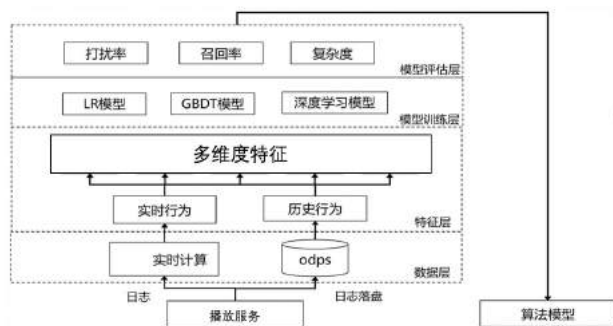 打扰率 召回率 复杂度
模型评估层
LR模型 GBDT模型 深度学习模型
模型训练层
多维度特征
实时行为 历史行为
特征层
实时计算 odps
数据层
日志 日志落盘
播放服务 算法模型